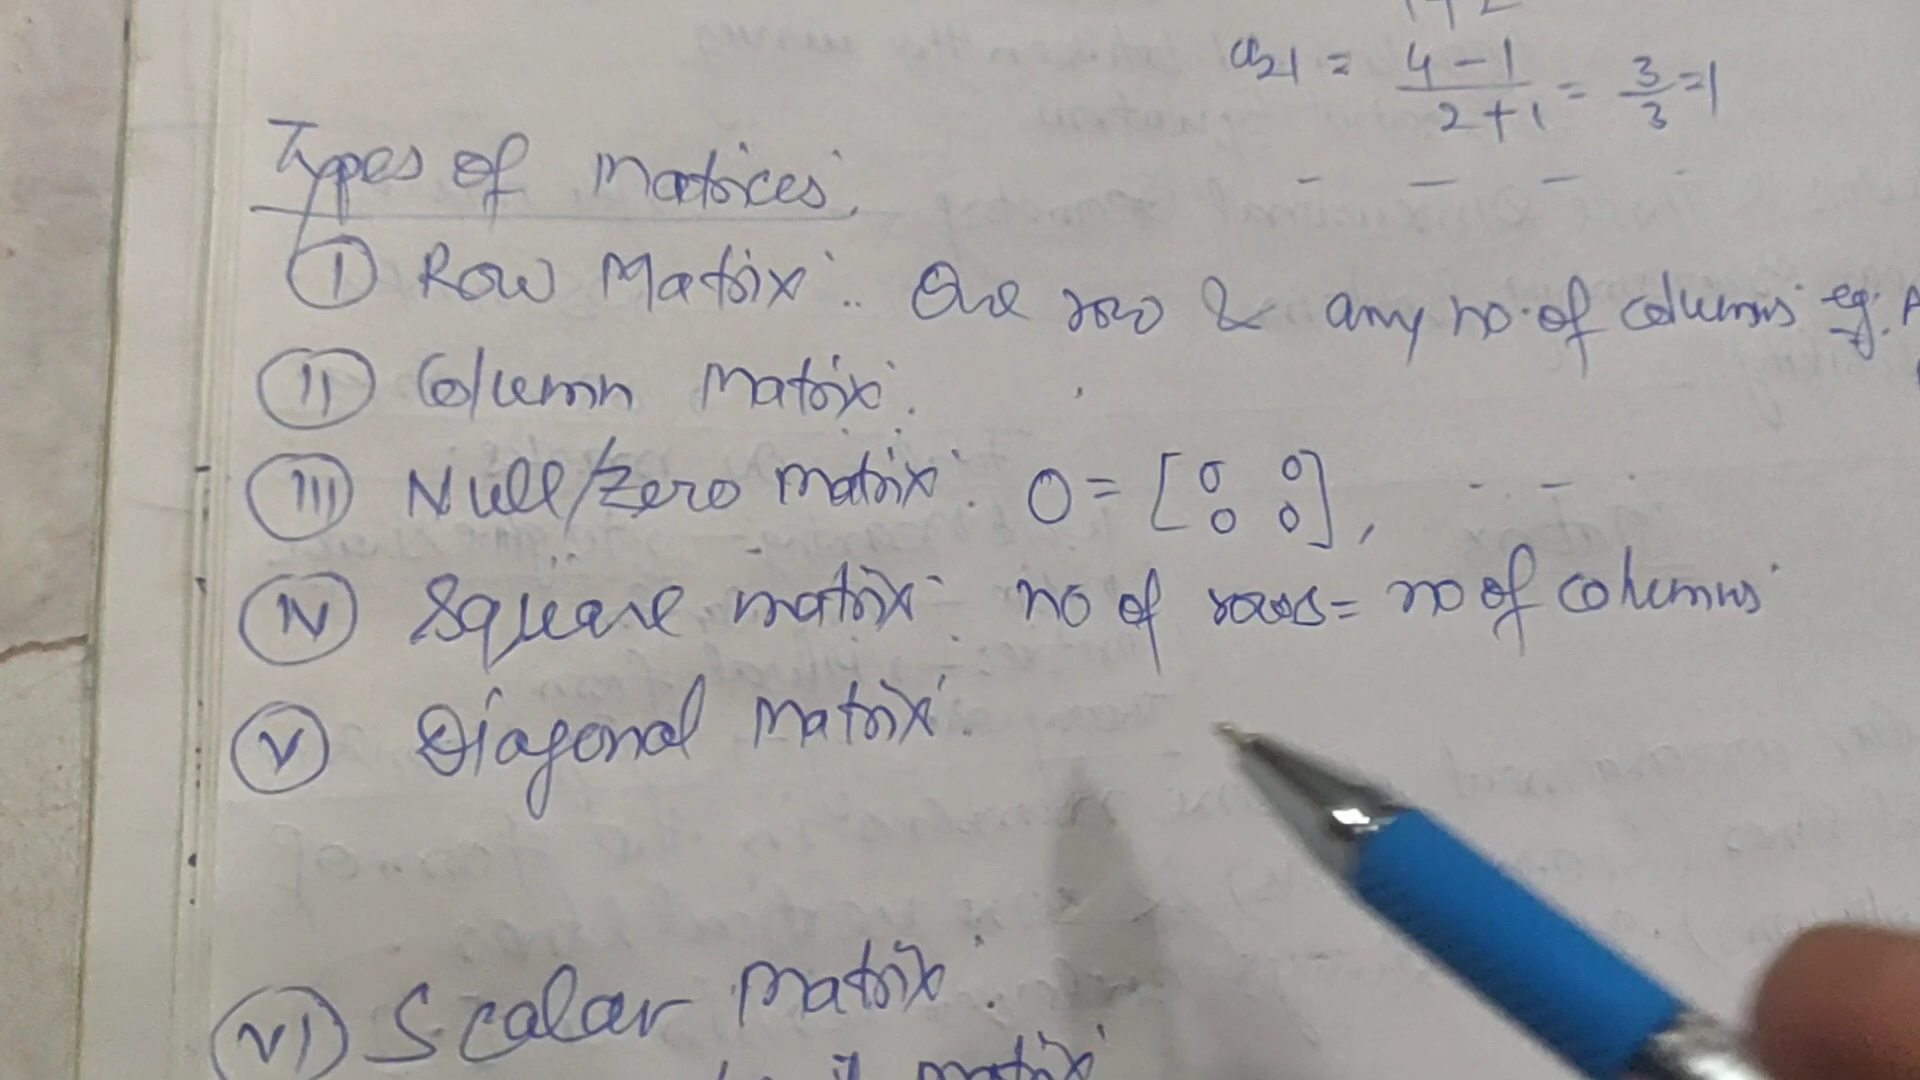 a21 = 4-1/2+1 = 3/3 =1
Types of Matrices.
I Row Matrix: One row & any no. of columns eg: A
II Column Matrix.
III Null/Zero matrix: O = [0 0
0 0],
IV Square matrix: no of rows = no of columns
V Diagonal Matrix.
VI Scalar Matrix.
matrix